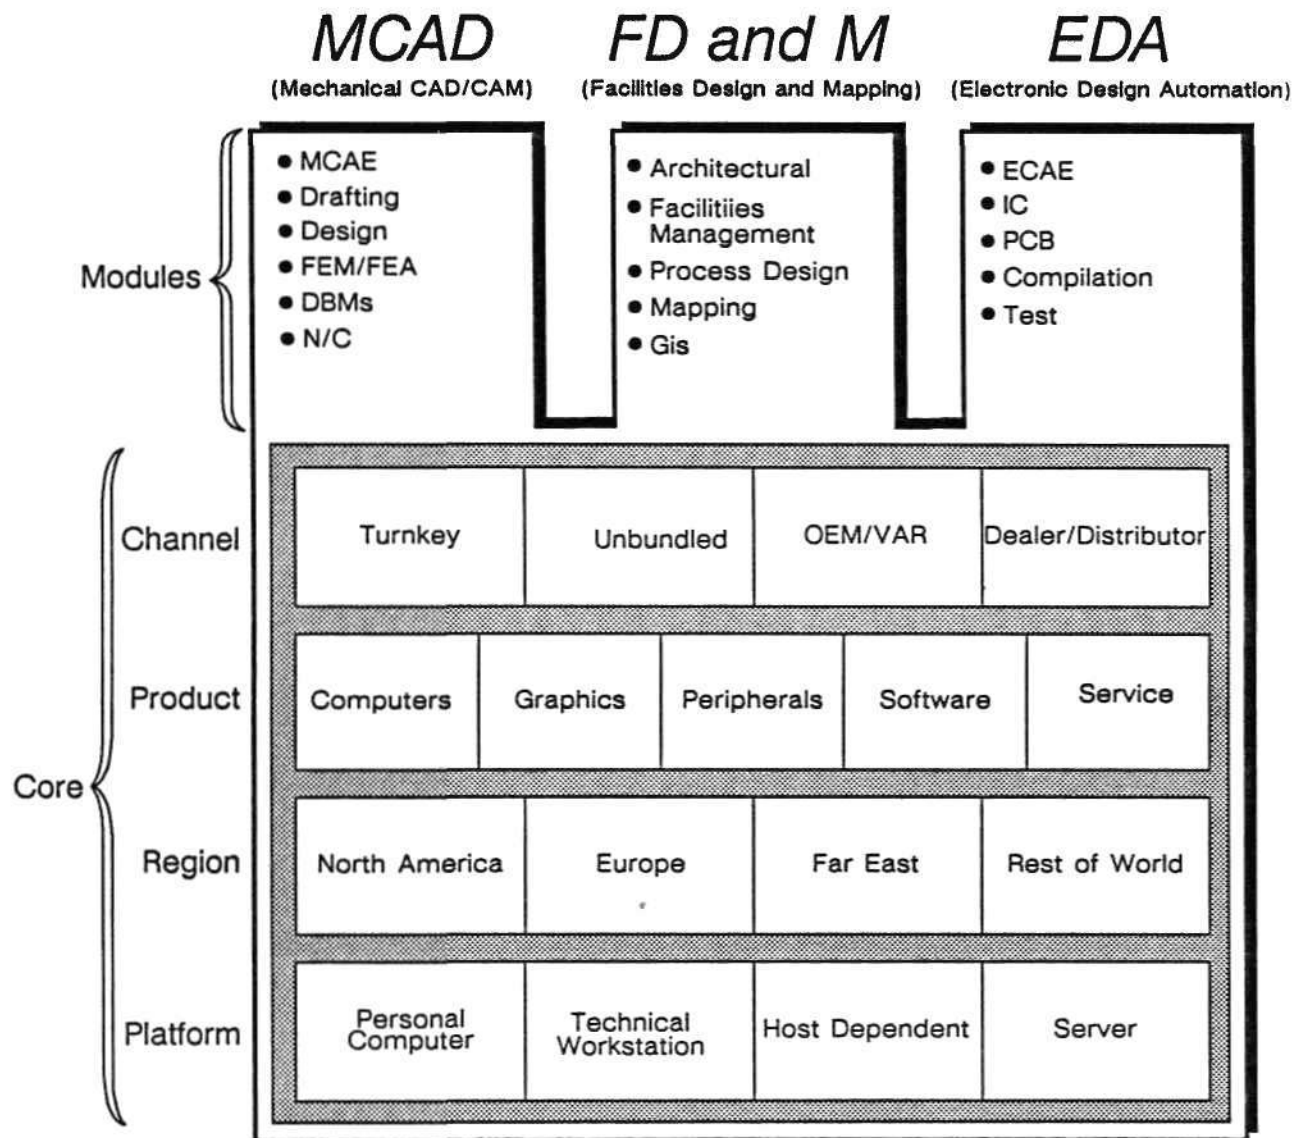 MCAD
(Mechanical CAD/CAM)
FD and M
(Facilities Design and Mapping)
EDA
(Electronic Design Automation)
Modules
● MCAE
● Drafting
● Design
● FEM/FEA
● DBMs
● N/C
● Architectural
● Facilitiies
Management
● Process Design
● Mapping
● Gis
● ECAE
● IC
● PCB
● Compilation
● Test
Core
Channel
Turnkey
Unbundled
OEM/VAR
Dealer/Distributor
Product
Computers
Graphics
Peripherals
Software
Service
Region
North America
Europe
Far East
Rest of World
Platform
Personal
Computer
Technical
Workstation
Host Dependent
Server